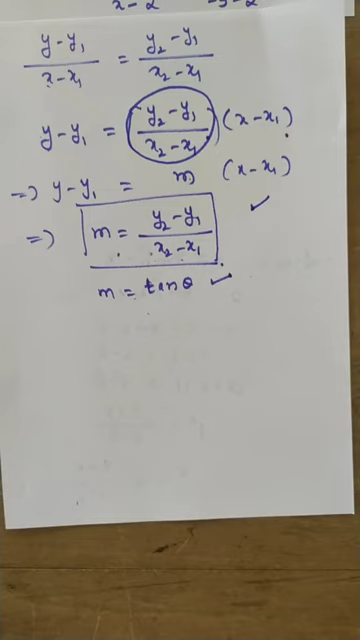 x-2
(y-y₁)/(x-x₁) = (y₂-y₁)/(x₂-x₁)
y-y₁ = (y₂-y₁)/(x₂-x₁) (x-x₁)
=) y-y₁ = m (x-x₁)
=) m = (y₂-y₁)/(x₂-x₁) ✓
m = tanθ ✓